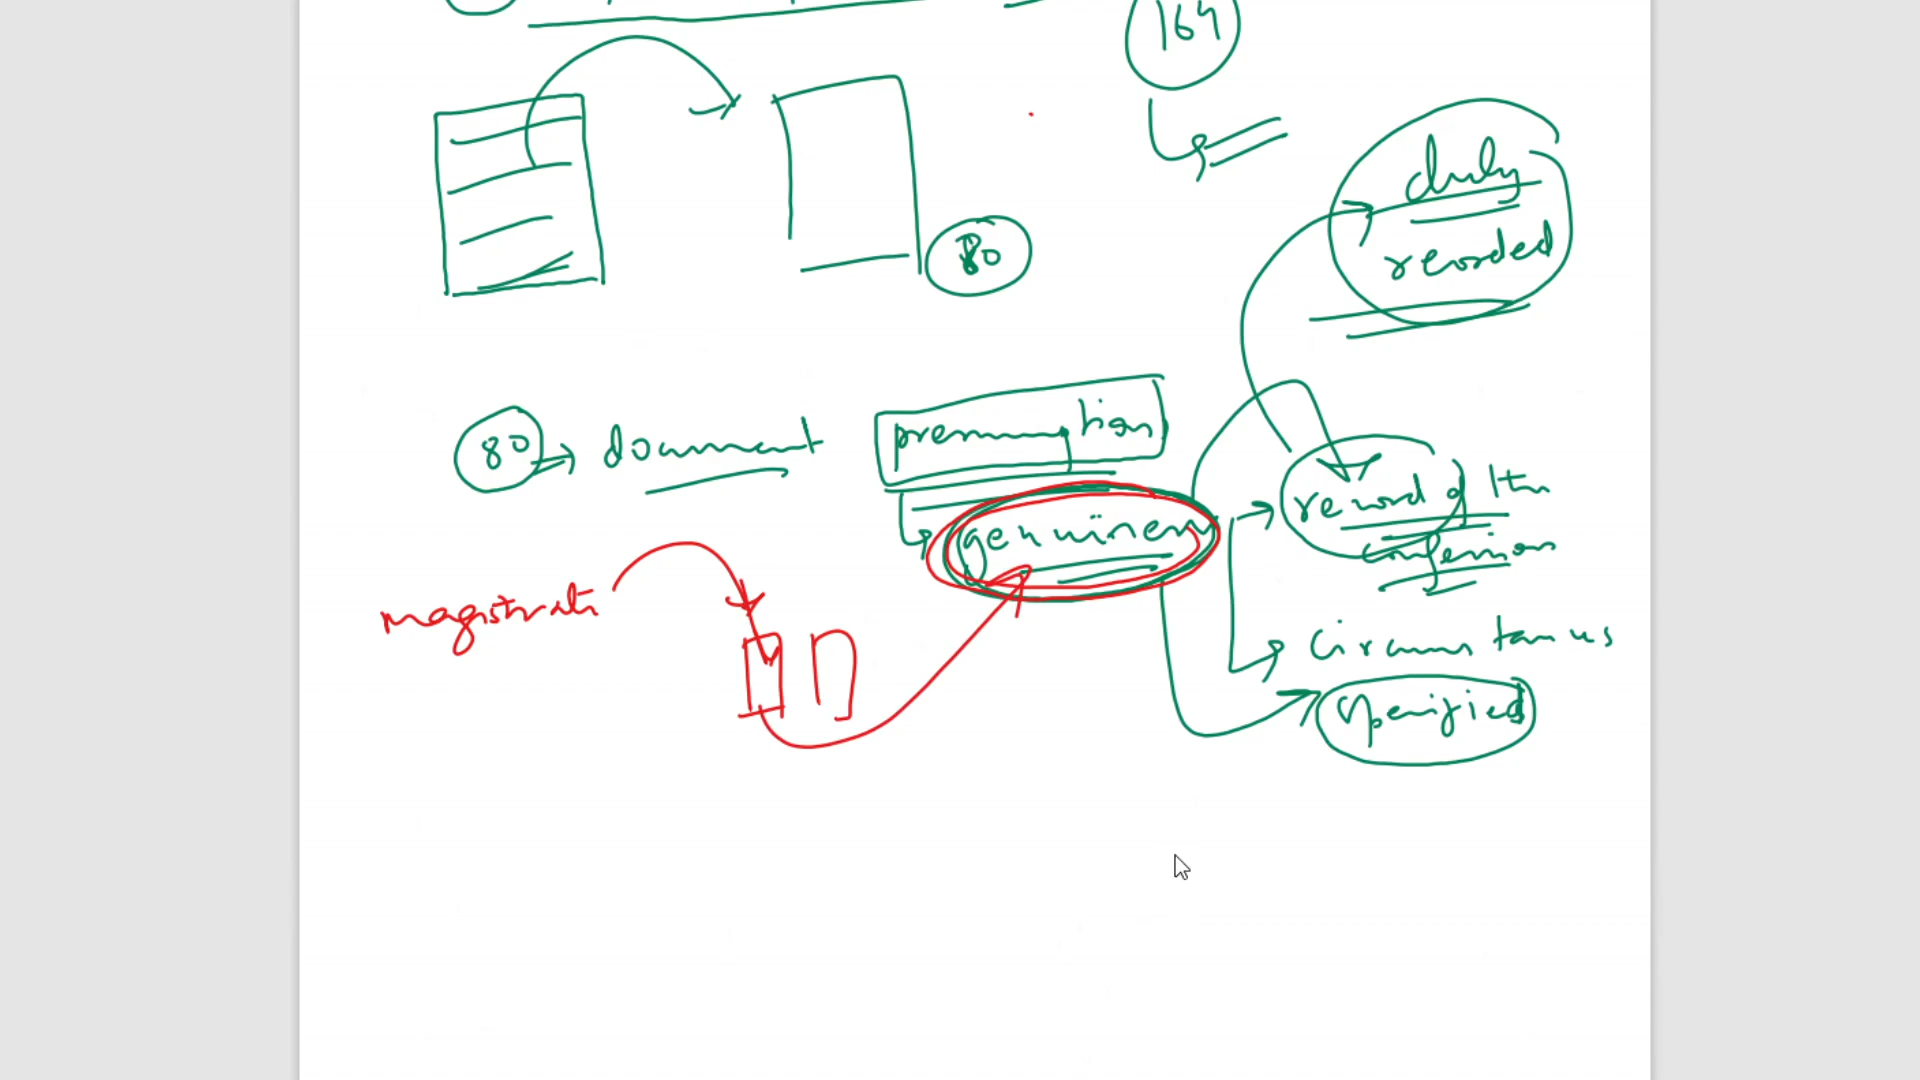 164
duly
recorded
80
80 → document
presumption
genuineness
record of the
confession
magistrate
circumstances
specified